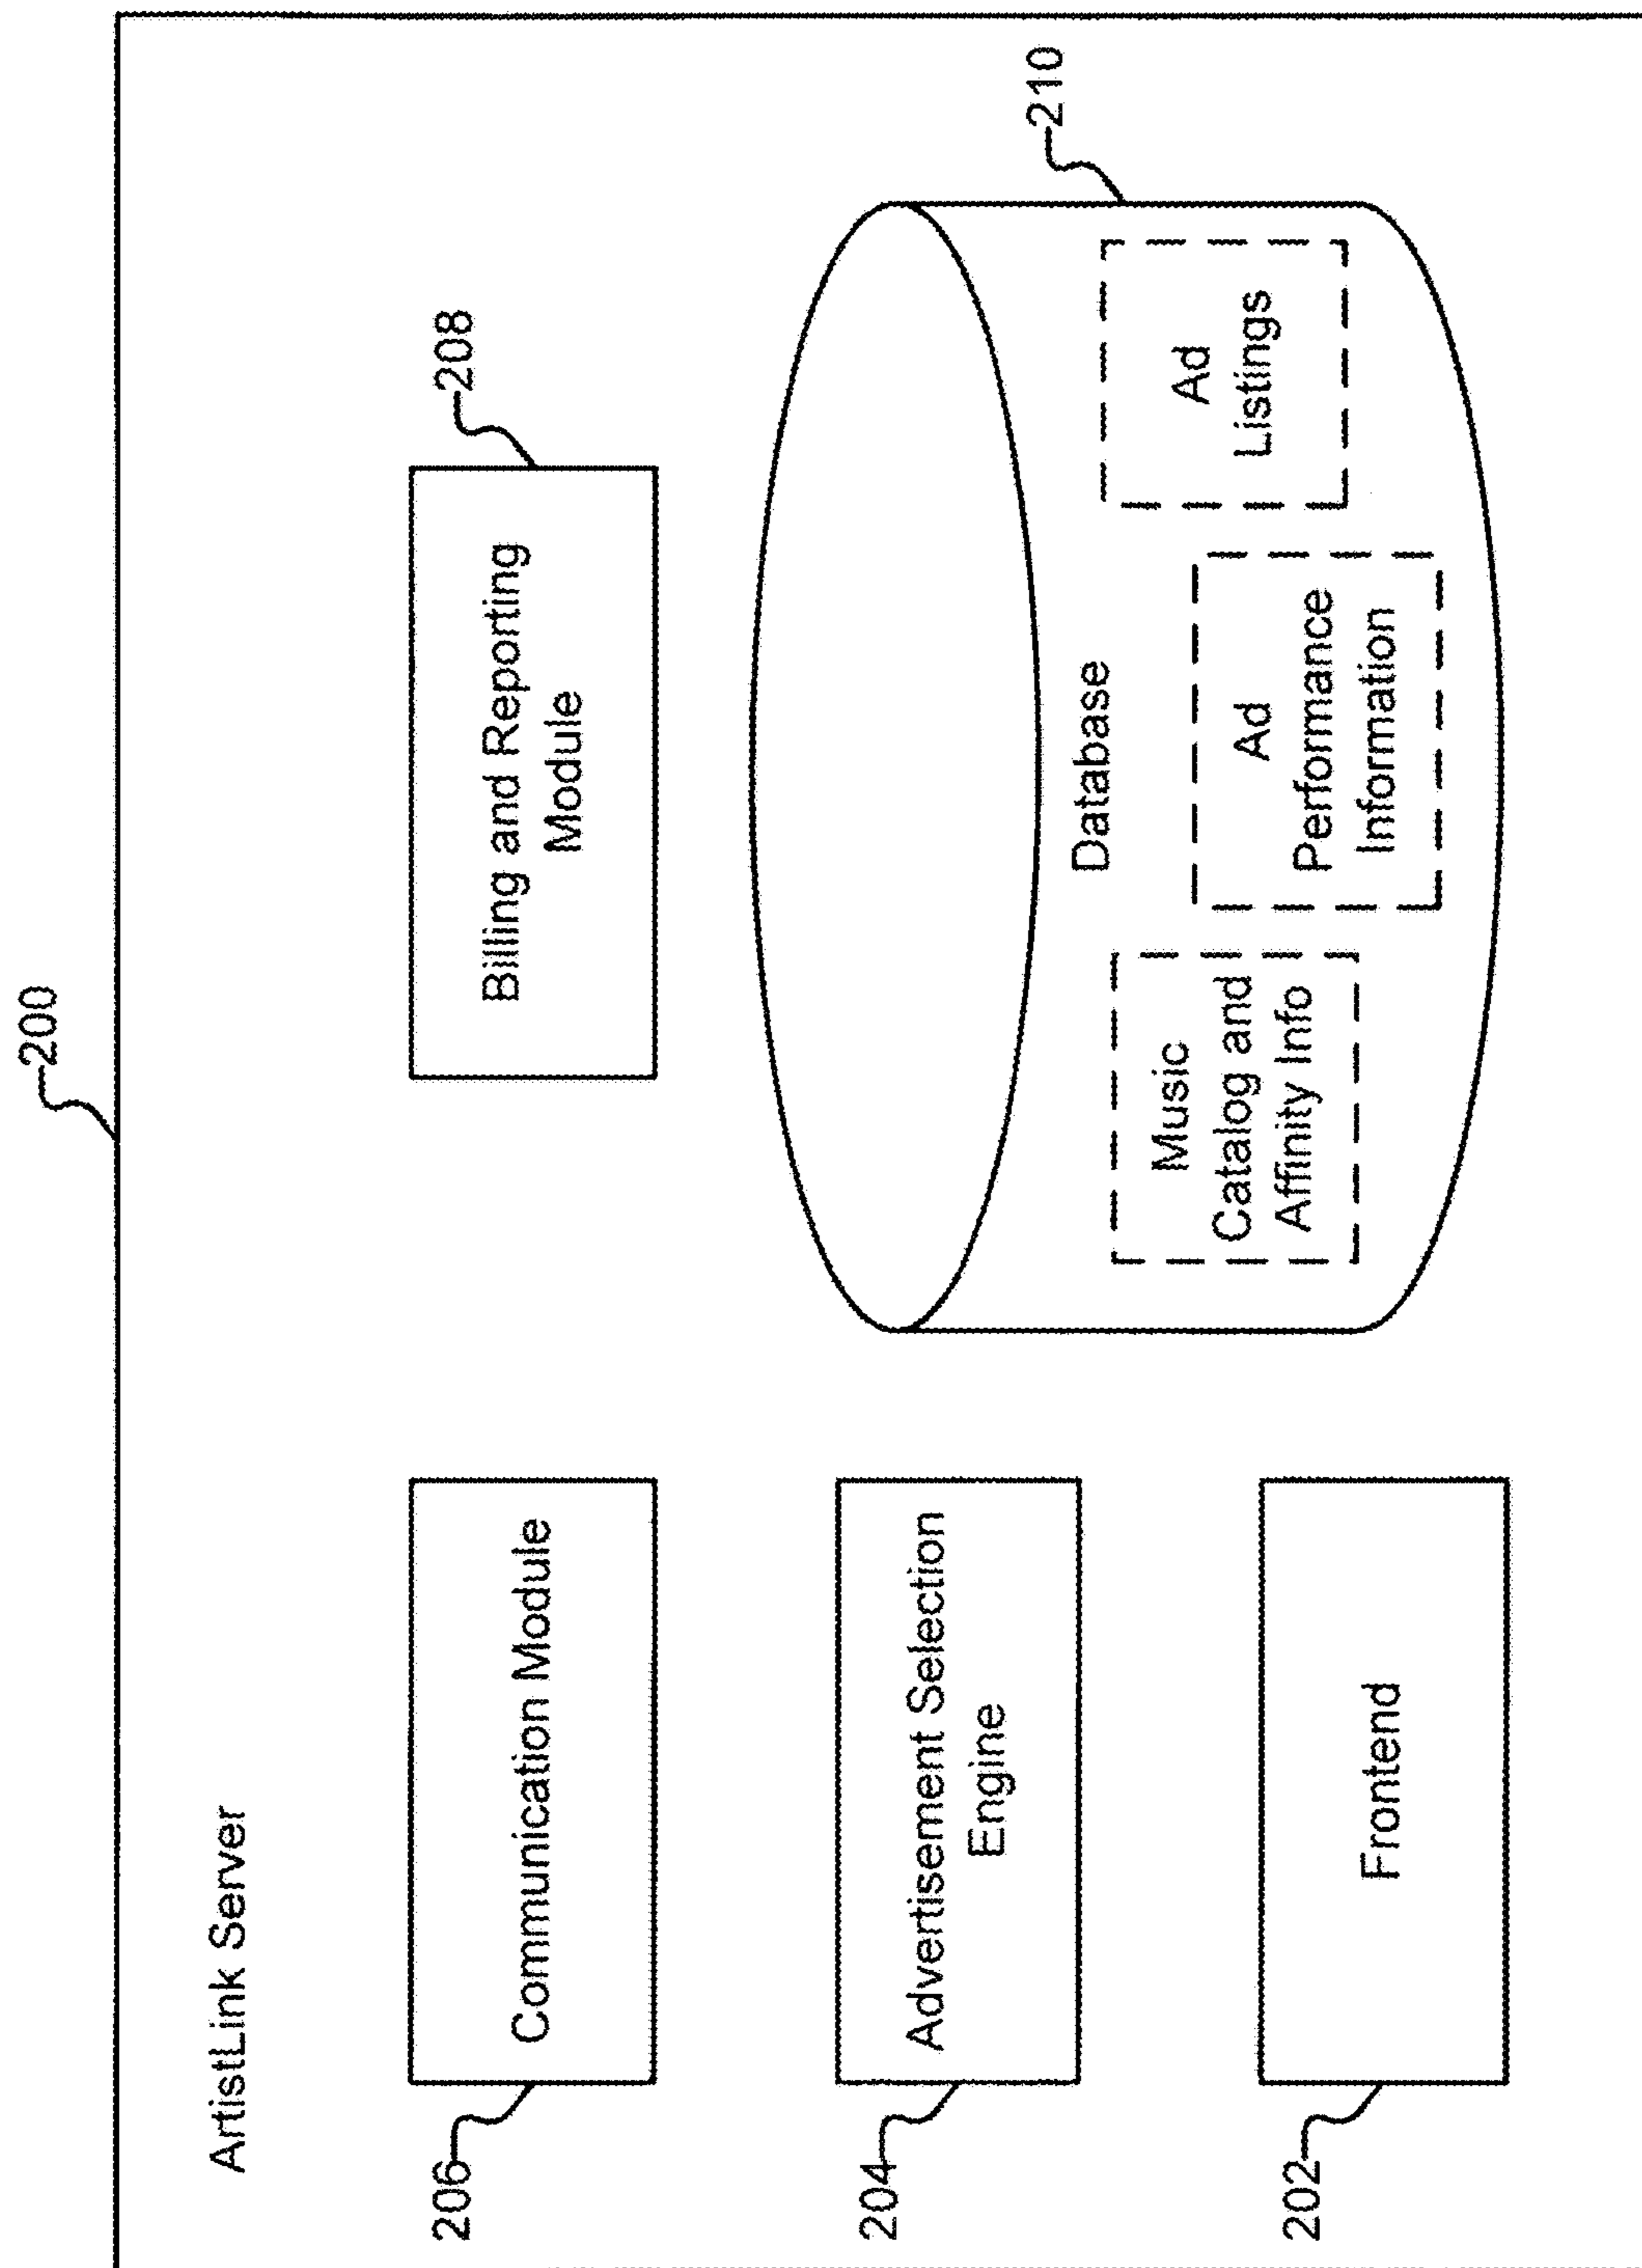 200
ArtistLink Server
206
Communication Module
208
Billing and Reporting
Module
204
Advertisement Selection
Engine
202
Frontend
210
Database
Music
Catalog and
Affinity Info
Ad
Performance
Information
Ad
Listings